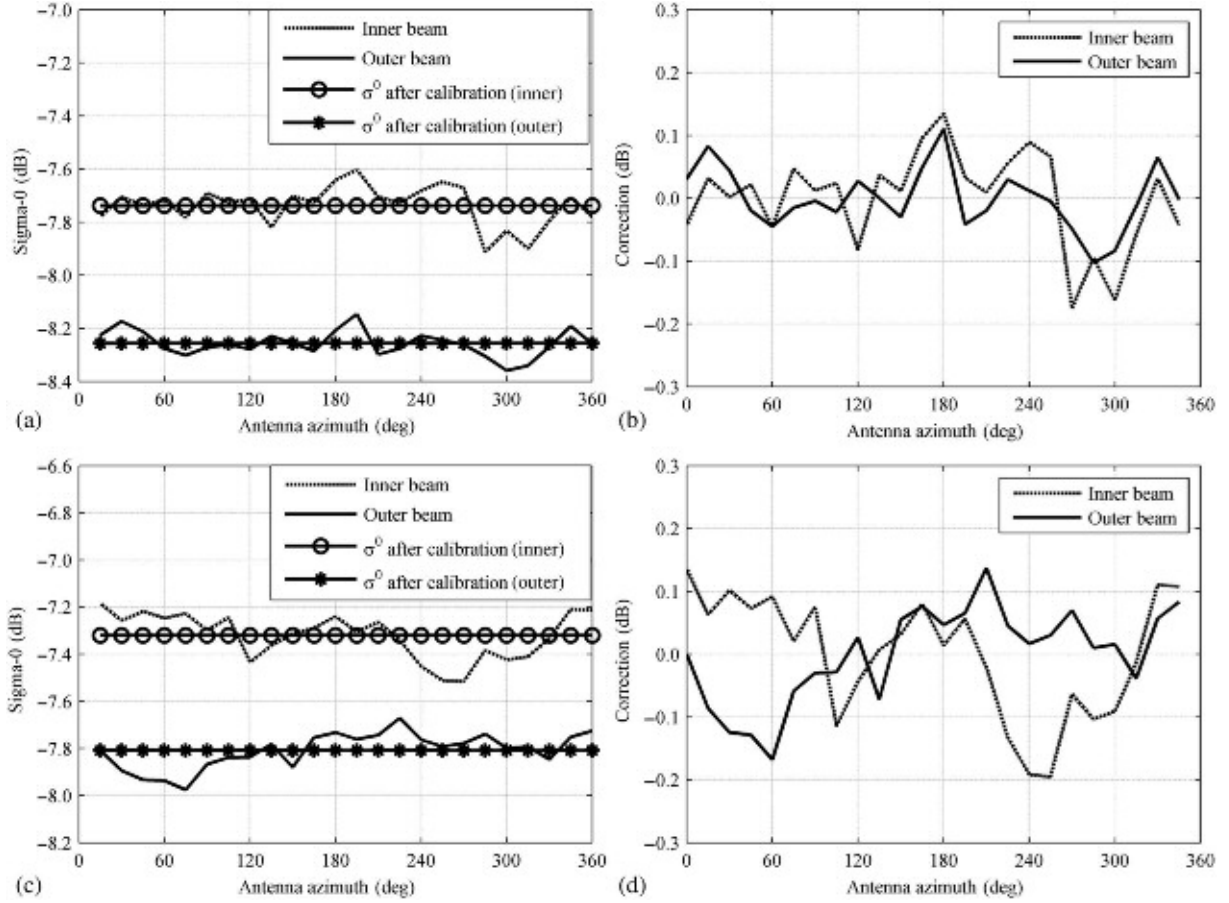 −7.0
−7.2
−7.4
−7.6
−7.8
−8.0
−8.2
−8.4
Sigma-0 (dB)
0 60 120 180 240 300 360
Antenna azimuth (deg)
(a)
Inner beam
Outer beam
σ⁰ after calibration (inner)
σ⁰ after calibration (outer)
0.3
0.2
0.1
0.0
−0.1
−0.2
−0.3
Correction (dB)
0 60 120 180 240 300 360
Antenna azimuth (deg)
(b)
Inner beam
Outer beam
−6.6
−6.8
−7.0
−7.2
−7.4
−7.6
−7.8
−8.0
−8.2
Sigma-0 (dB)
0 60 120 180 240 300 360
Antenna azimuth (deg)
(c)
Inner beam
Outer beam
σ⁰ after calibration (inner)
σ⁰ after calibration (outer)
0.3
0.2
0.1
0.0
−0.1
−0.2
−0.3
Correction (dB)
0 60 120 180 240 300 360
Antenna azimuth (deg)
(d)
Inner beam
Outer beam